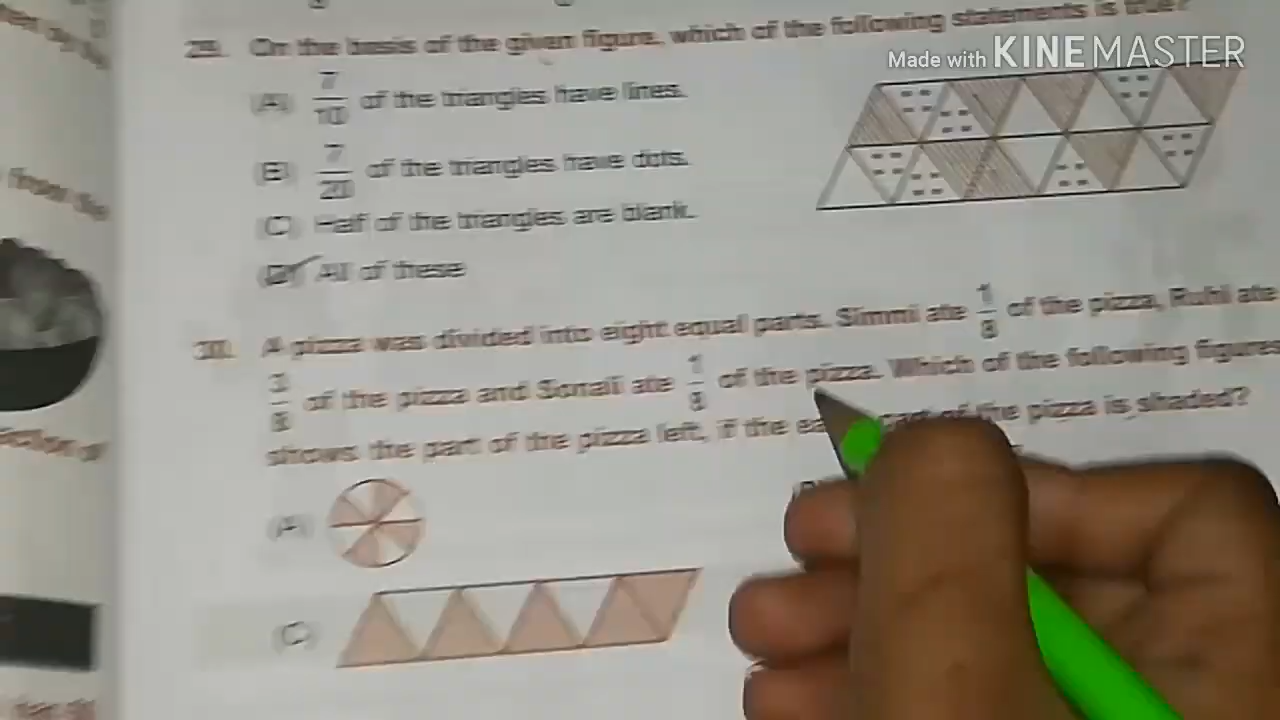 29. On the basis of the given figure, which of the following statements is true?
Made with KINEMASTER
(A) 7/10 of the triangles have lines.
(B) 7/20 of the triangles have dots.
(C) Half of the triangles are blank.
(D) All of these
30. A pizza was divided into eight equal parts. Simmi ate 1/8 of the pizza, Ruhi ate
3/8 of the pizza and Sonali ate 1/8 of the pizza. Which of the following figures
shows the part of the pizza left, if the part of the pizza is shaded?
(A)
(C)
from the